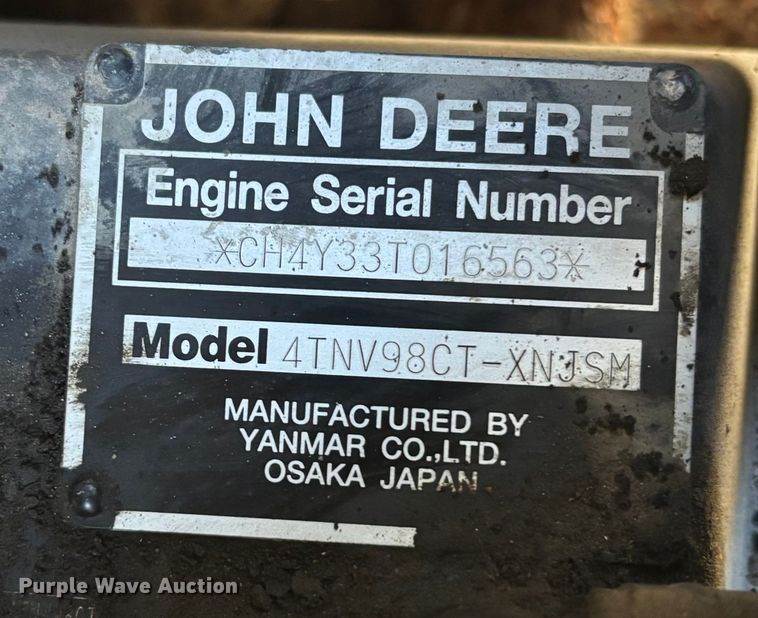 JOHN DEERE
Engine Serial Number
*CH4Y33T016563*
Model 4TNV98CT-XNJSM
MANUFACTURED BY
YANMAR CO.,LTD.
OSAKA JAPAN
Purple Wave Auction